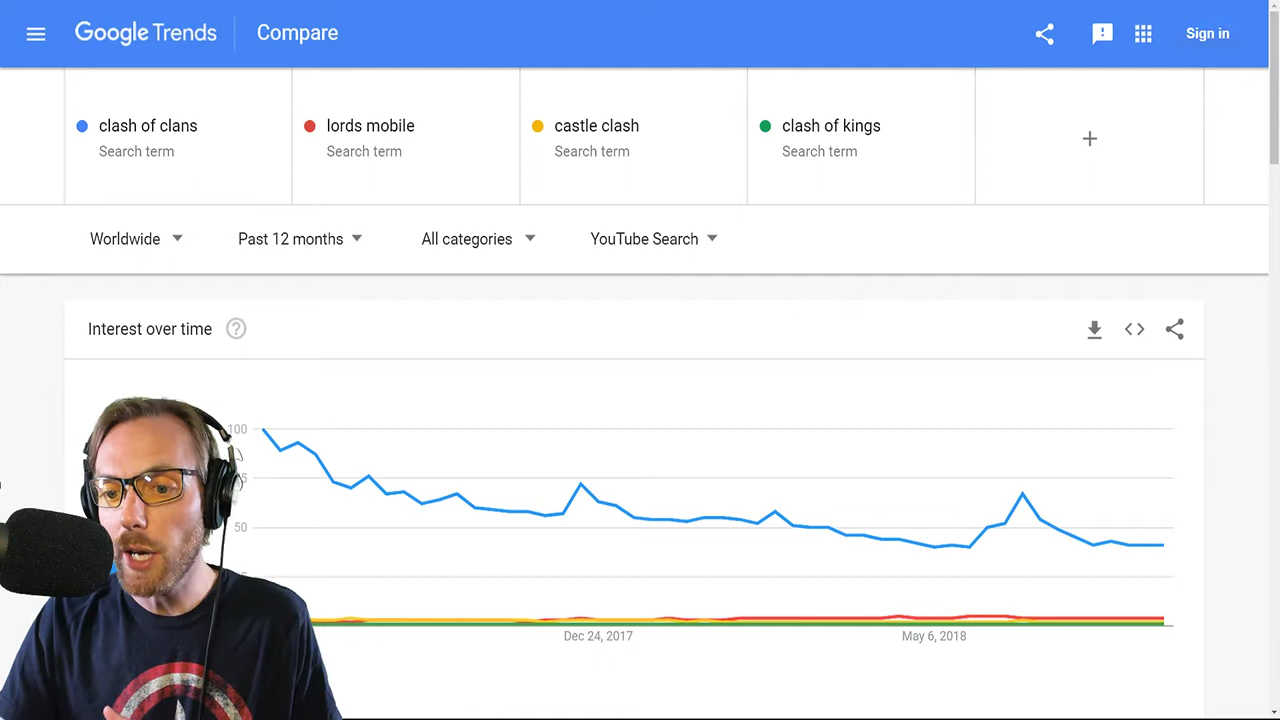 Google Trends
Compare
Sign in
clash of clans
Search term
lords mobile
Search term
castle clash
Search term
clash of kings
Search term
+
Worldwide
Past 12 months
All categories
YouTube Search
Interest over time
?
100
50
Dec 24, 2017
May 6, 2018